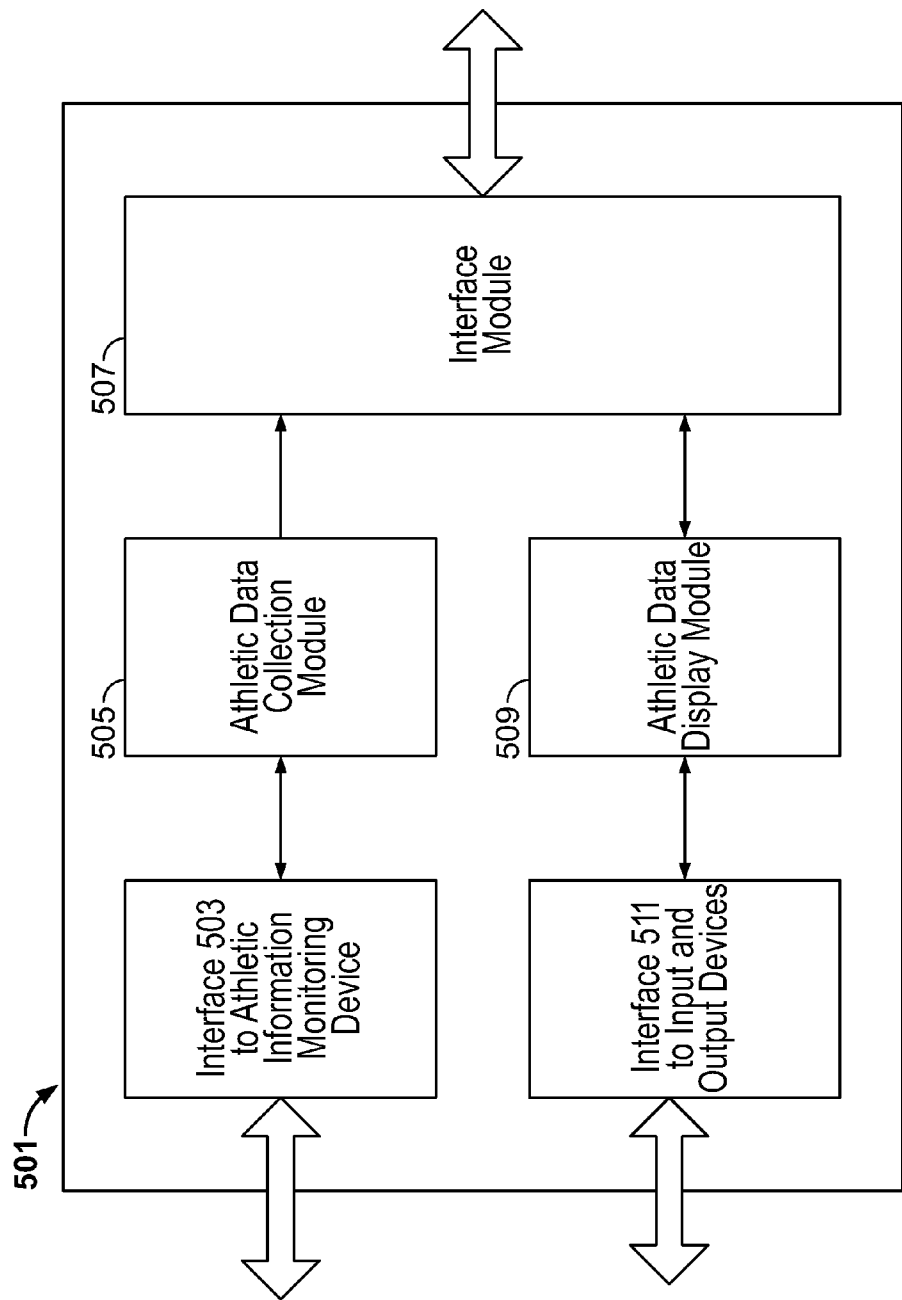 501
Interface 503
to Athletic
Information
Monitoring
Device
505
Athletic Data
Collection
Module
507
Interface
Module
Interface 511
to Input and
Output Devices
509
Athletic Data
Display Module